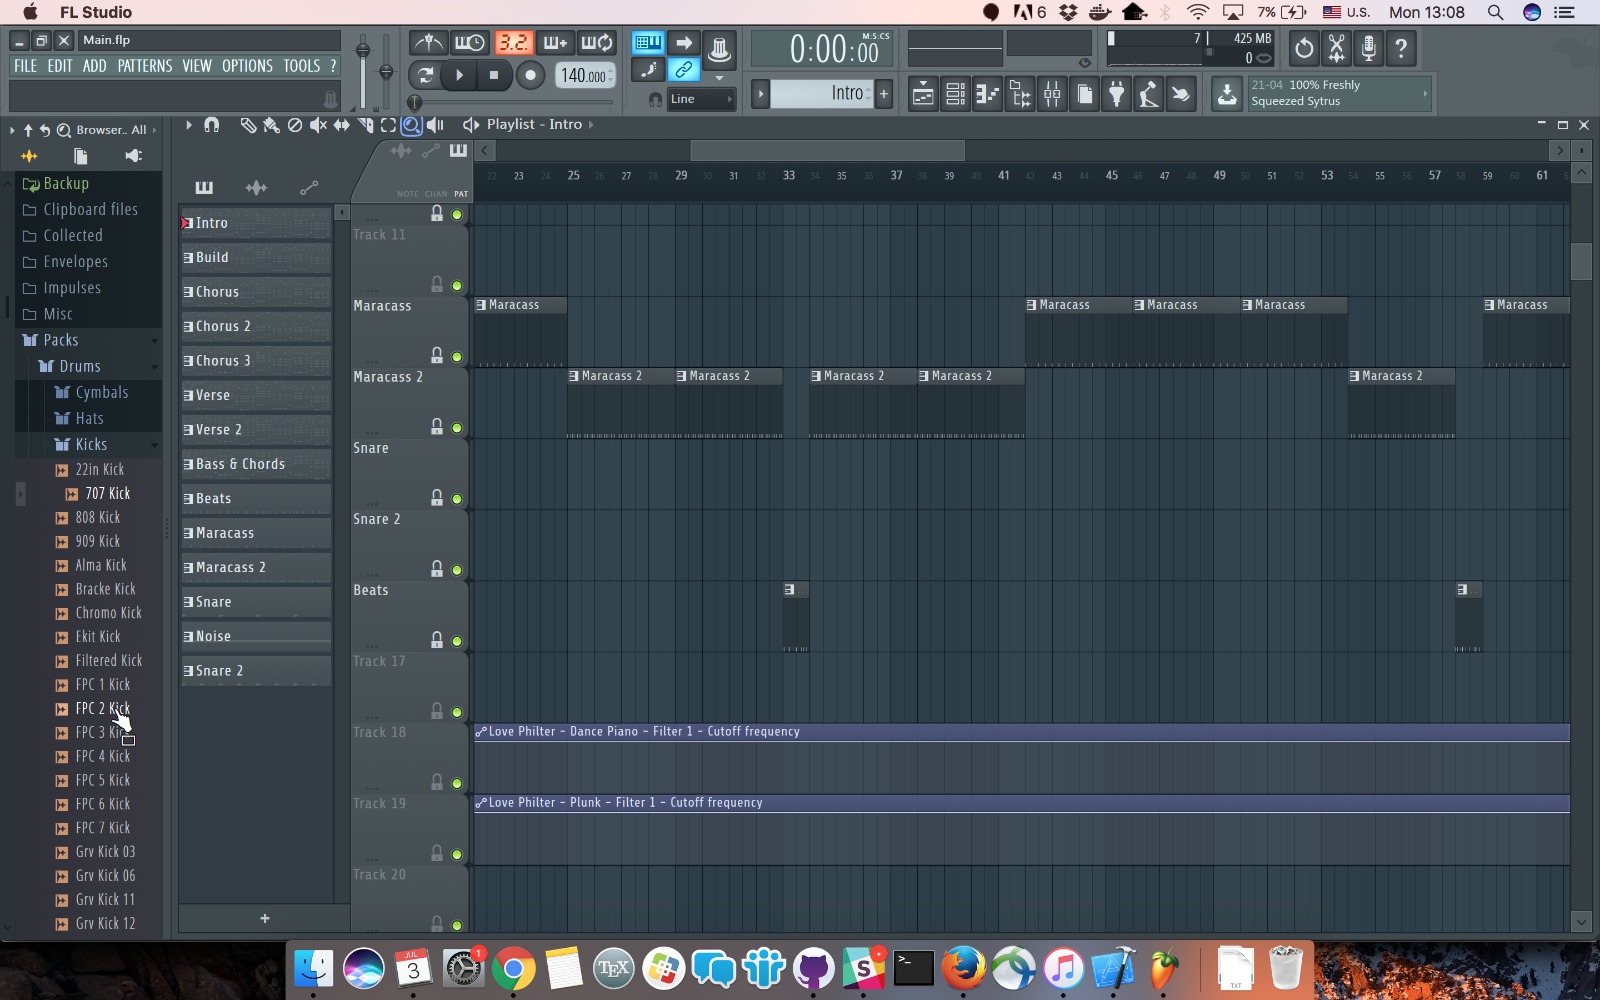 FL Studio
6
7%
U.S.
Mon 13:08
Main.flp
FILE EDIT ADD PATTERNS VIEW OPTIONS TOOLS ?
3.2.
140.000
Line
0:00:00
M:S:CS
Intro
+
7
425 MB
0
?
21-04 100% Freshly
Squeezed Sytrus
Browser.. All
Backup
Clipboard files
Collected
Envelopes
Impulses
Misc
Packs
Drums
Cymbals
Hats
Kicks
22in Kick
707 Kick
808 Kick
909 Kick
Alma Kick
Bracke Kick
Chromo Kick
Ekit Kick
Filtered Kick
FPC 1 Kick
FPC 2 Kick
FPC 3
FPC 4 Kick
FPC 5 Kick
FPC 6 Kick
FPC 7 Kick
Grv Kick 03
Grv Kick 06
Grv Kick 11
Grv Kick 12
Intro
Build
Chorus
Chorus 2
Chorus 3
Verse
Verse 2
Bass & Chords
Beats
Maracass
Maracass 2
Snare
Noise
Snare 2
+
Playlist - Intro
NOTE CHAN PAT
22 23 24 25 26 27 28 29 30 31 32 33 34 35 36 37 38 39 40 41 42 43 44 45 46 47 48 49 50 51 52 53 54 55 56 57 58 59 60 61
Track 11
Maracass
Maracass Maracass Maracass Maracass Maracass
Maracass 2
Maracass 2 Maracass 2 Maracass 2 Maracass 2 Maracass 2
Snare
Snare 2
Beats
Track 17
Track 18
Love Philter - Dance Piano - Filter 1 - Cutoff frequency
Track 19
Love Philter - Plunk - Filter 1 - Cutoff frequency
Track 20
JUL
3
1
TEX
S
>_
TXT